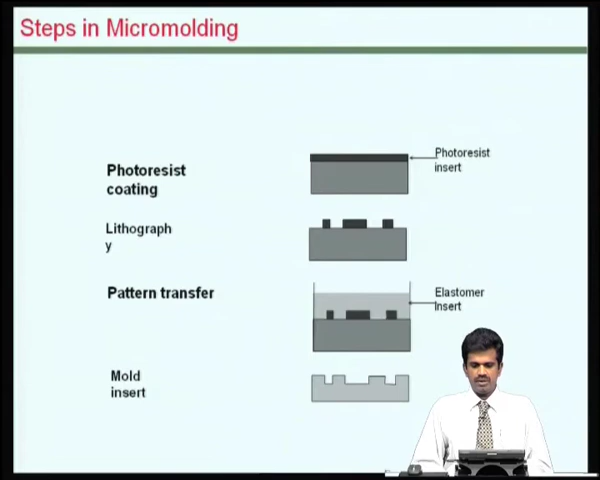 Steps in Micromolding
Photoresist
coating
Photoresist
insert
Lithograph
y
Pattern transfer
Elastomer
Insert
Mold
insert